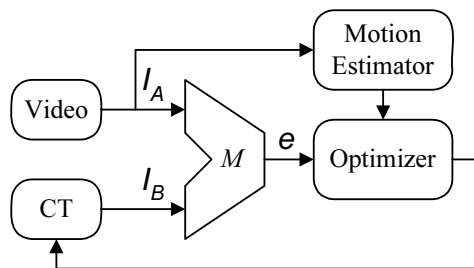 Motion
Estimator
I_A
Video
M
e
Optimizer
I_B
CT